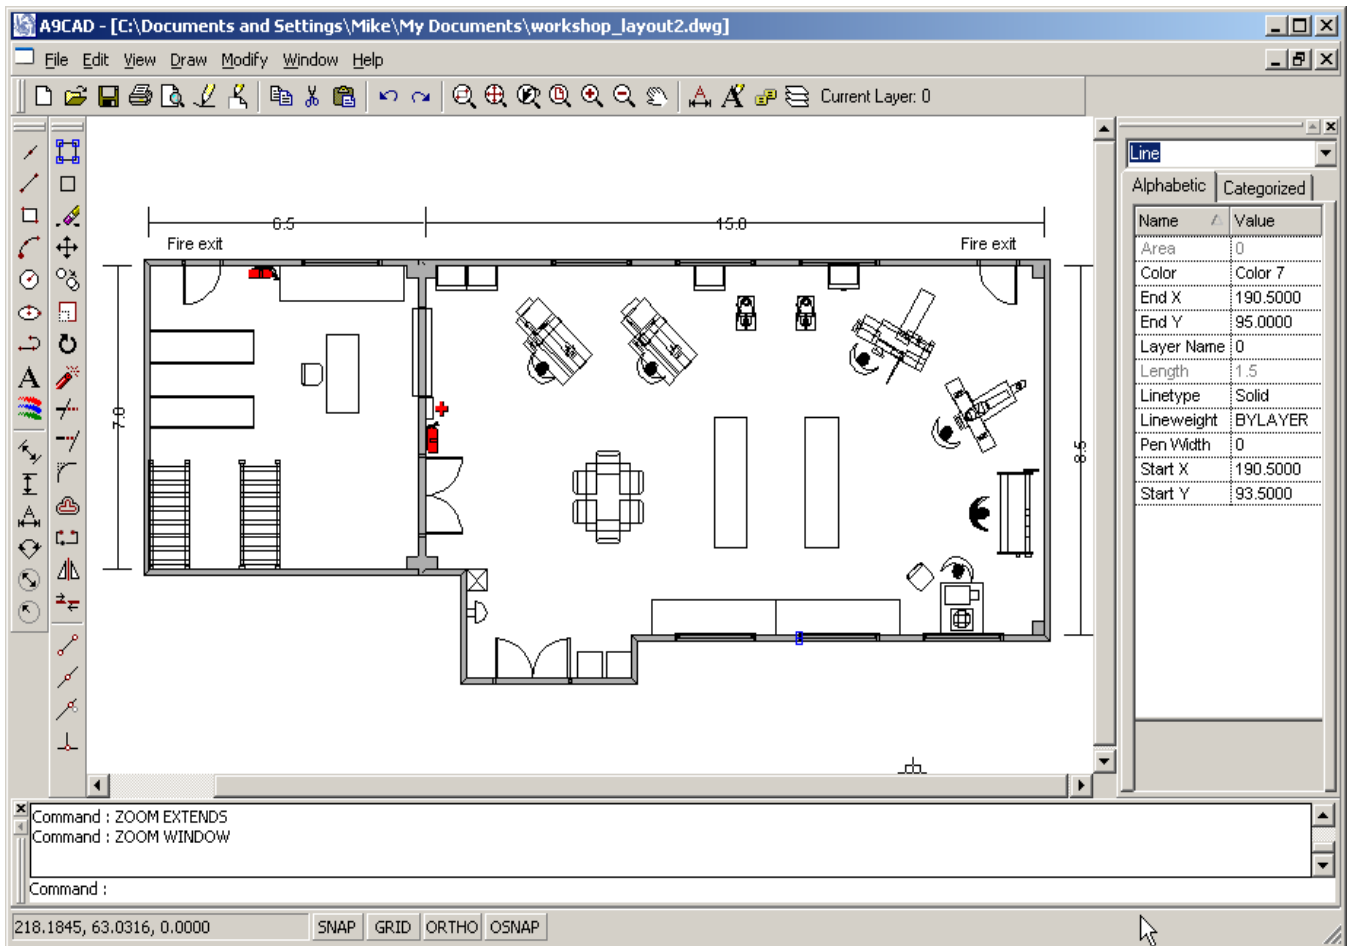 A9CAD - [C:\Documents and Settings\Mike\My Documents\workshop_layout2.dwg]
File Edit View Draw Modify Window Help
Current Layer: 0
Line
Alphabetic Categorized
Name Value
Area 0
Color Color 7
End X 190.5000
End Y 95.0000
Layer Name 0
Length 1.5
Linetype Solid
Lineweight BYLAYER
Pen Width 0
Start X 190.5000
Start Y 93.5000
6.5 15.0
Fire exit Fire exit
7.0
8.5
Command : ZOOM EXTENDS
Command : ZOOM WINDOW
Command :
218.1845, 63.0316, 0.0000 SNAP GRID ORTHO OSNAP